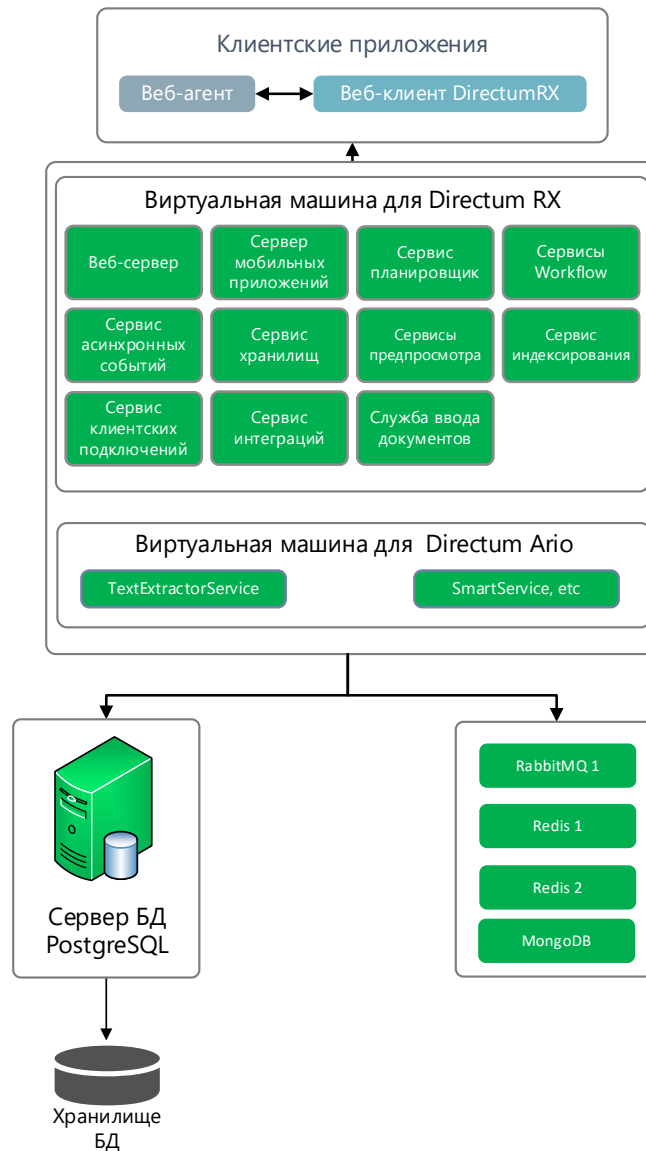 Клиентские приложения
Веб-агент
Веб-клиент DirectumRX
Виртуальная машина для Directum RX
Веб-сервер
Сервер
мобильных
приложений
Сервис
планировщик
Сервисы
Workflow
Сервис
асинхронных
событий
Сервис
хранилищ
Сервисы
предпросмотра
Сервис
индексирования
Сервис
клиентских
подключений
Сервис
интеграций
Служба ввода
документов
Виртуальная машина для Directum Ario
TextExtractorService
SmartService, etc
RabbitMQ 1
Redis 1
Redis 2
MongoDB
Сервер БД
PostgreSQL
Хранилище
БД